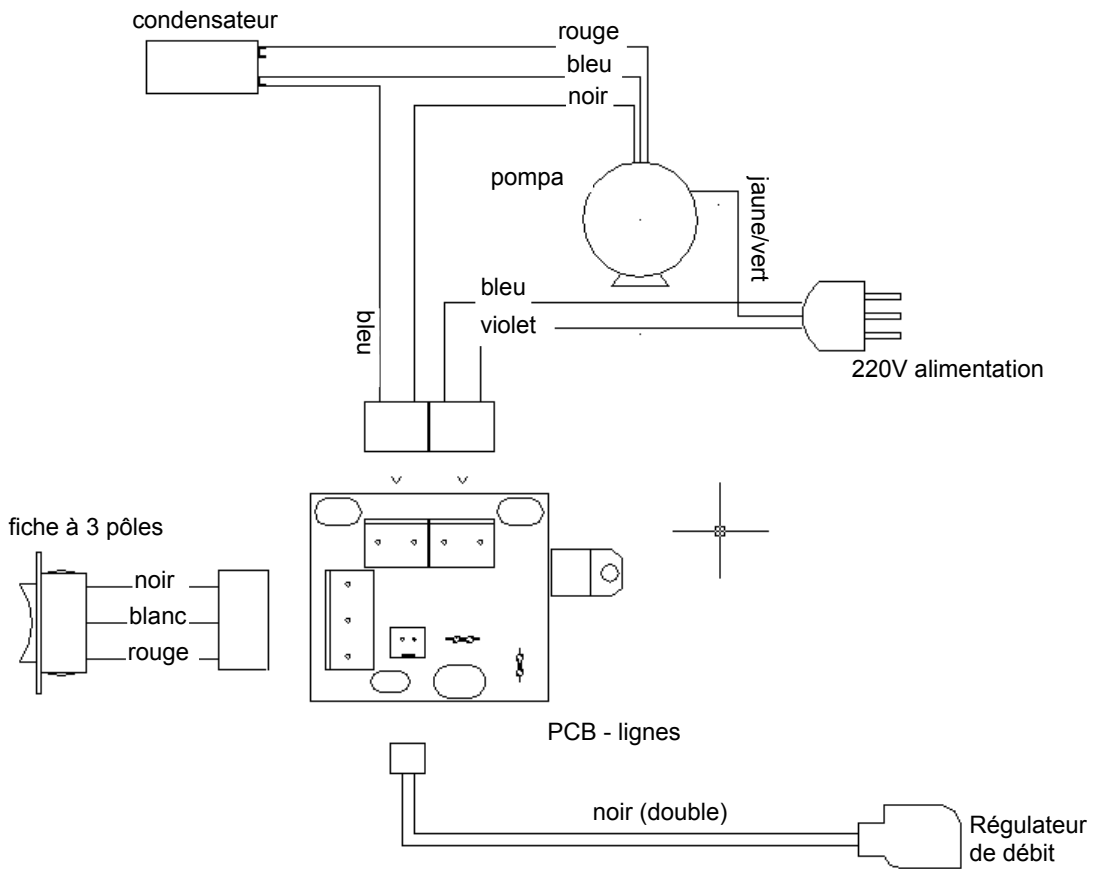 condensateur
rouge
bleu
noir
pompa
jaune/vert
bleu
violet
bleu
220V alimentation
fiche à 3 pôles
noir
blanc
rouge
PCB - lignes
noir (double)
Régulateur
de débit